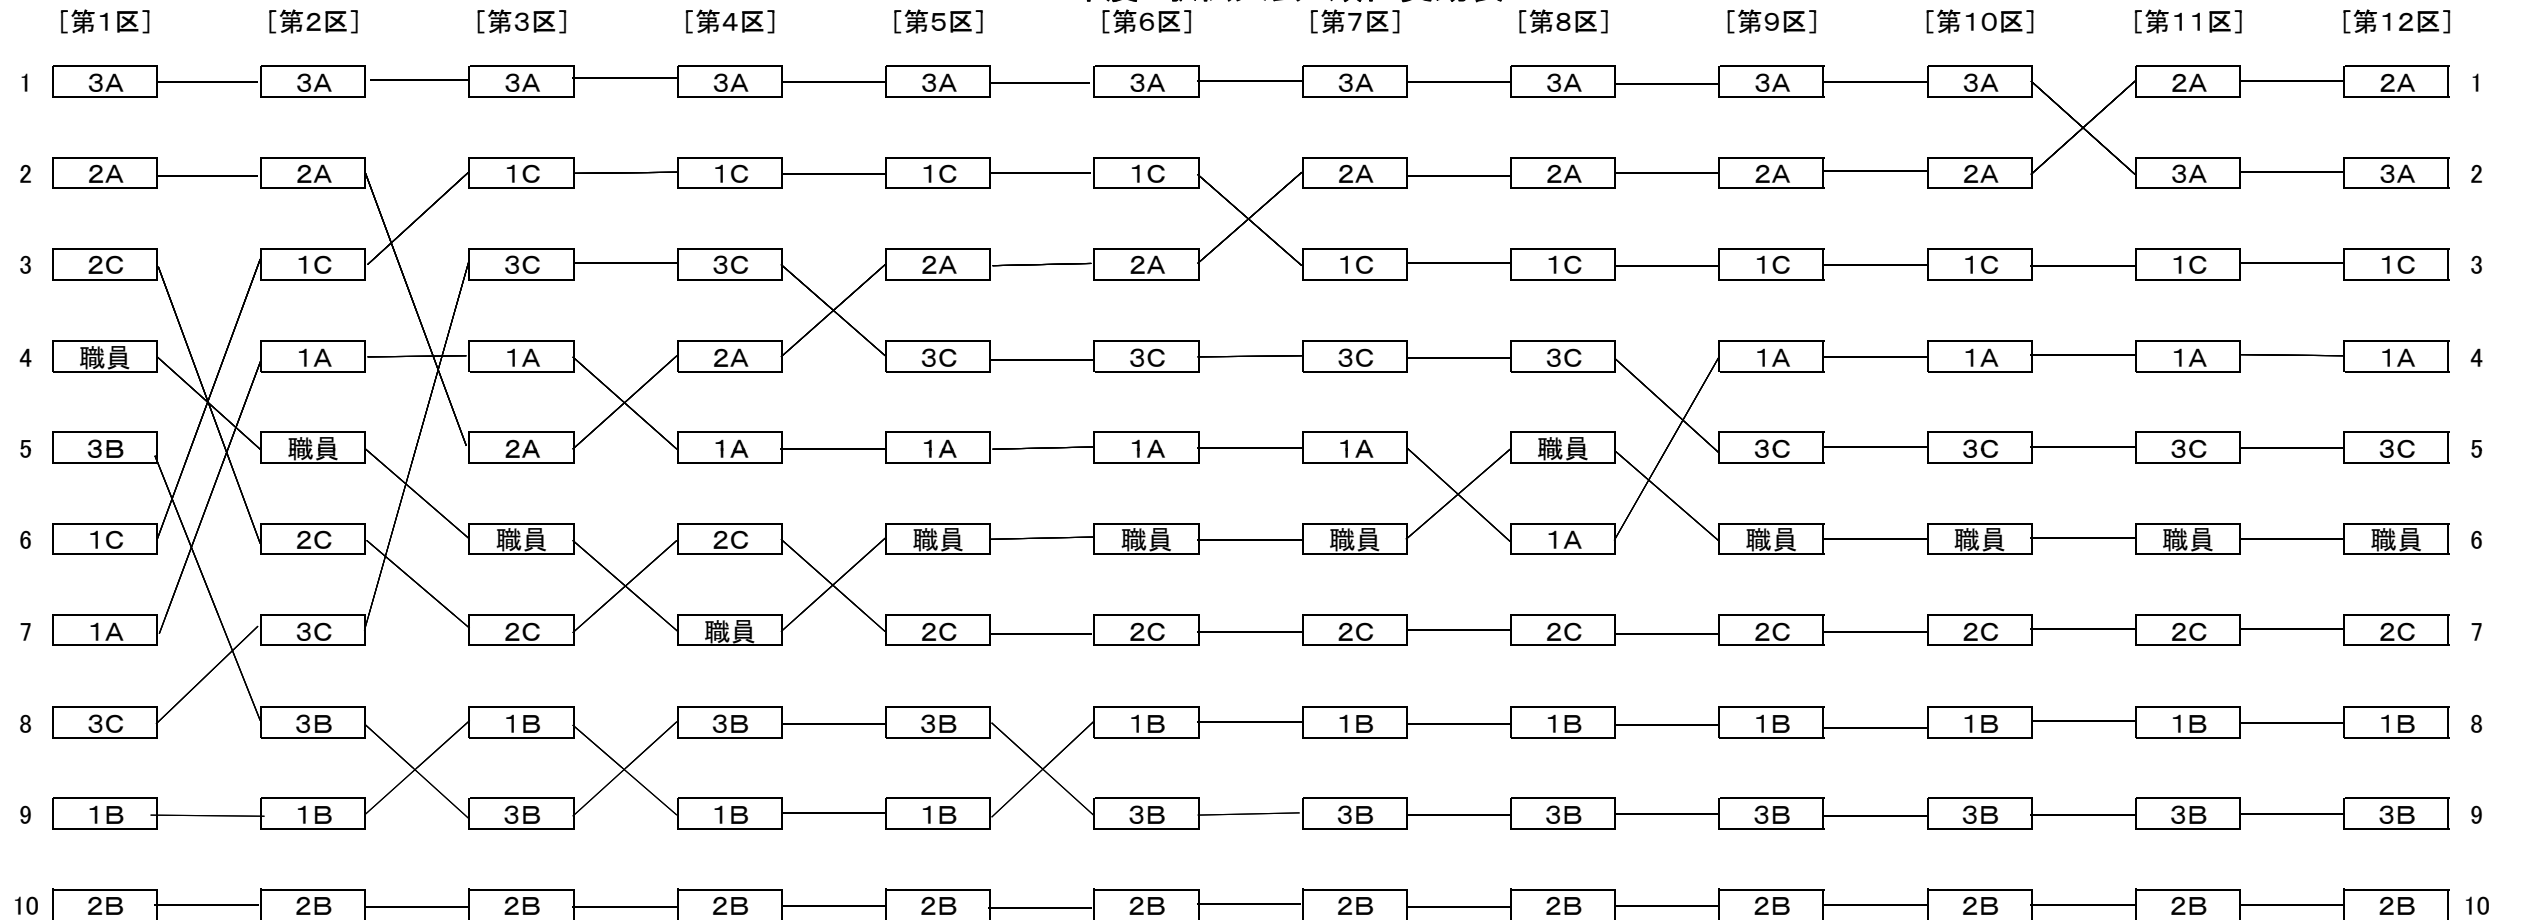 [第1区] [第2区] [第3区] [第4区] [第5区] [第6区] [第7区] [第8区] [第9区] [第10区] [第11区] [第12区]
1 3A 3A 3A 3A 3A 3A 3A 3A 3A 3A 2A 2A 1
2 2A 2A 1C 1C 1C 1C 2A 2A 2A 2A 3A 3A 2
3 2C 1C 3C 3C 2A 2A 1C 1C 1C 1C 1C 1C 3
4 職員 1A 1A 2A 3C 3C 3C 3C 1A 1A 1A 1A 4
5 3B 職員 2A 1A 1A 1A 1A 職員 3C 3C 3C 3C 5
6 1C 2C 職員 2C 職員 職員 職員 1A 職員 職員 職員 職員 6
7 1A 3C 2C 職員 2C 2C 2C 2C 2C 2C 2C 2C 7
8 3C 3B 1B 3B 3B 1B 1B 1B 1B 1B 1B 1B 8
9 1B 1B 3B 1B 1B 3B 3B 3B 3B 3B 3B 3B 9
10 2B 2B 2B 2B 2B 2B 2B 2B 2B 2B 2B 2B 10